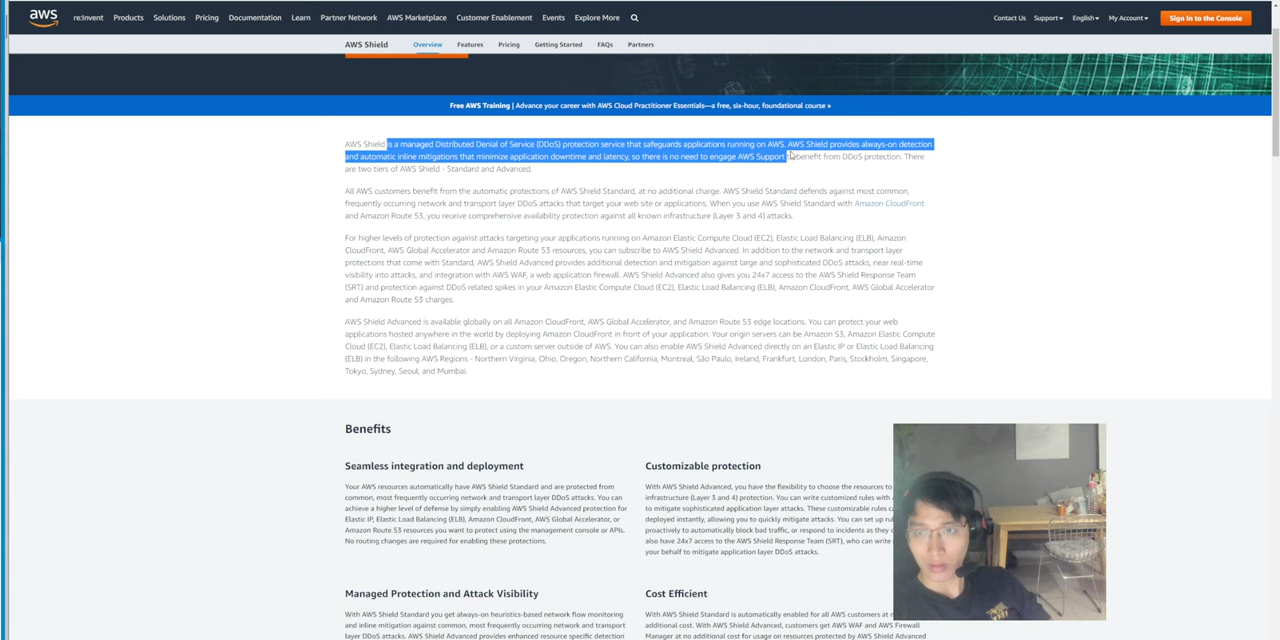 aws
re:Invent Products Solutions Pricing Documentation Learn Partner Network AWS Marketplace Customer Enablement Events Explore More
Contact Us Support English My Account Sign In to the Console
AWS Shield Overview Features Pricing Getting Started FAQs Partners
Free AWS Training | Advance your career with AWS Cloud Practitioner Essentials—a free, six-hour, foundational course »
AWS Shield is a managed Distributed Denial of Service (DDoS) protection service that safeguards applications running on AWS. AWS Shield provides always-on detection
and automatic inline mitigations that minimize application downtime and latency, so there is no need to engage AWS Support benefit from DDoS protection. There
are two tiers of AWS Shield - Standard and Advanced.
All AWS customers benefit from the automatic protections of AWS Shield Standard, at no additional charge. AWS Shield Standard defends against most common,
frequently occurring network and transport layer DDoS attacks that target your web site or applications. When you use AWS Shield Standard with Amazon CloudFront
and Amazon Route 53, you receive comprehensive availability protection against all known infrastructure (Layer 3 and 4) attacks.
For higher levels of protection against attacks targeting your applications running on Amazon Elastic Compute Cloud (EC2), Elastic Load Balancing (ELB), Amazon
CloudFront, AWS Global Accelerator and Amazon Route 53 resources, you can subscribe to AWS Shield Advanced. In addition to the network and transport layer
protections that come with Standard, AWS Shield Advanced provides additional detection and mitigation against large and sophisticated DDoS attacks, near real-time
visibility into attacks, and integration with AWS WAF, a web application firewall. AWS Shield Advanced also gives you 24x7 access to the AWS Shield Response Team
(SRT) and protection against DDoS related spikes in your Amazon Elastic Compute Cloud (EC2), Elastic Load Balancing (ELB), Amazon CloudFront, AWS Global Accelerator
and Amazon Route 53 charges.
AWS Shield Advanced is available globally on all Amazon CloudFront, AWS Global Accelerator, and Amazon Route 53 edge locations. You can protect your web
applications hosted anywhere in the world by deploying Amazon CloudFront in front of your application. Your origin servers can be Amazon S3, Amazon Elastic Compute
Cloud (EC2), Elastic Load Balancing (ELB), or a custom server outside of AWS. You can also enable AWS Shield Advanced directly on an Elastic IP or Elastic Load Balancing
(ELB) in the following AWS Regions - Northern Virginia, Ohio, Oregon, Northern California, Montreal, São Paulo, Ireland, Frankfurt, London, Paris, Stockholm, Singapore,
Tokyo, Sydney, Seoul, and Mumbai.
Benefits
Seamless integration and deployment
Your AWS resources automatically have AWS Shield Standard and are protected from
common, most frequently occurring network and transport layer DDoS attacks. You can
achieve a higher level of defense by simply enabling AWS Shield Advanced protection for
Elastic IP, Elastic Load Balancing (ELB), Amazon CloudFront, AWS Global Accelerator, or
Amazon Route 53 resources you want to protect using the management console or APIs.
No routing changes are required for enabling these protections.
Customizable protection
With AWS Shield Advanced, you have the flexibility to choose the resources to
infrastructure (Layer 3 and 4) protection. You can write customized rules with
to mitigate sophisticated application layer attacks. These customizable rules
deployed instantly, allowing you to quickly mitigate attacks. You can set up
proactively to automatically block bad traffic, or respond to incidents as they
also have 24x7 access to the AWS Shield Response Team (SRT), who can write
your behalf to mitigate application layer DDoS attacks.
Managed Protection and Attack Visibility
With AWS Shield Standard you get always-on heuristics-based network flow monitoring
and inline mitigation against common, most frequently occurring network and transport
layer DDoS attacks. AWS Shield Advanced provides enhanced resource specific detection
Cost Efficient
With AWS Shield Standard is automatically enabled for all AWS customers at
additional cost. With AWS Shield Advanced, customers get AWS WAF and AWS Firewall
Manager at no additional cost for usage on resources protected by AWS Shield Advanced